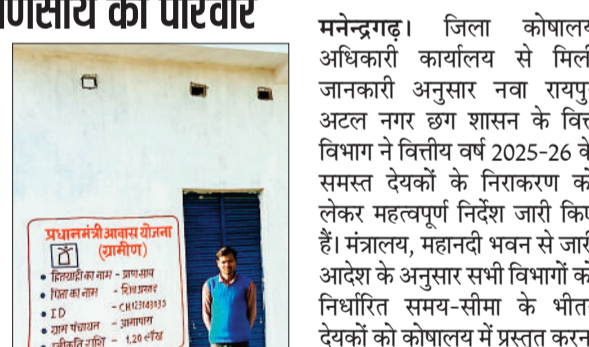 णसाय का परिवार
प्रधानमंत्री आवास योजना
(ग्रामीण)
हितग्राही का नाम - प्राणसाय
पिता का नाम - शिवप्रसाद
ID -
ग्राम पंचायत -
राशि - 1.20 लाख
मनेन्द्रगढ़। जिला कोषालय
अधिकारी कार्यालय से मिली
जानकारी अनुसार नवा रायपुर
अटल नगर छग शासन के वित्त
विभाग ने वित्तीय वर्ष 2025-26 के
समस्त देयकों के निराकरण को
लेकर महत्वपूर्ण निर्देश जारी किए
हैं। मंत्रालय, महानदी भवन से जारी
आदेश के अनुसार सभी विभागों को
निर्धारित समय-सीमा के भीतर
देयकों को कोषालय में प्रस्तुत करना